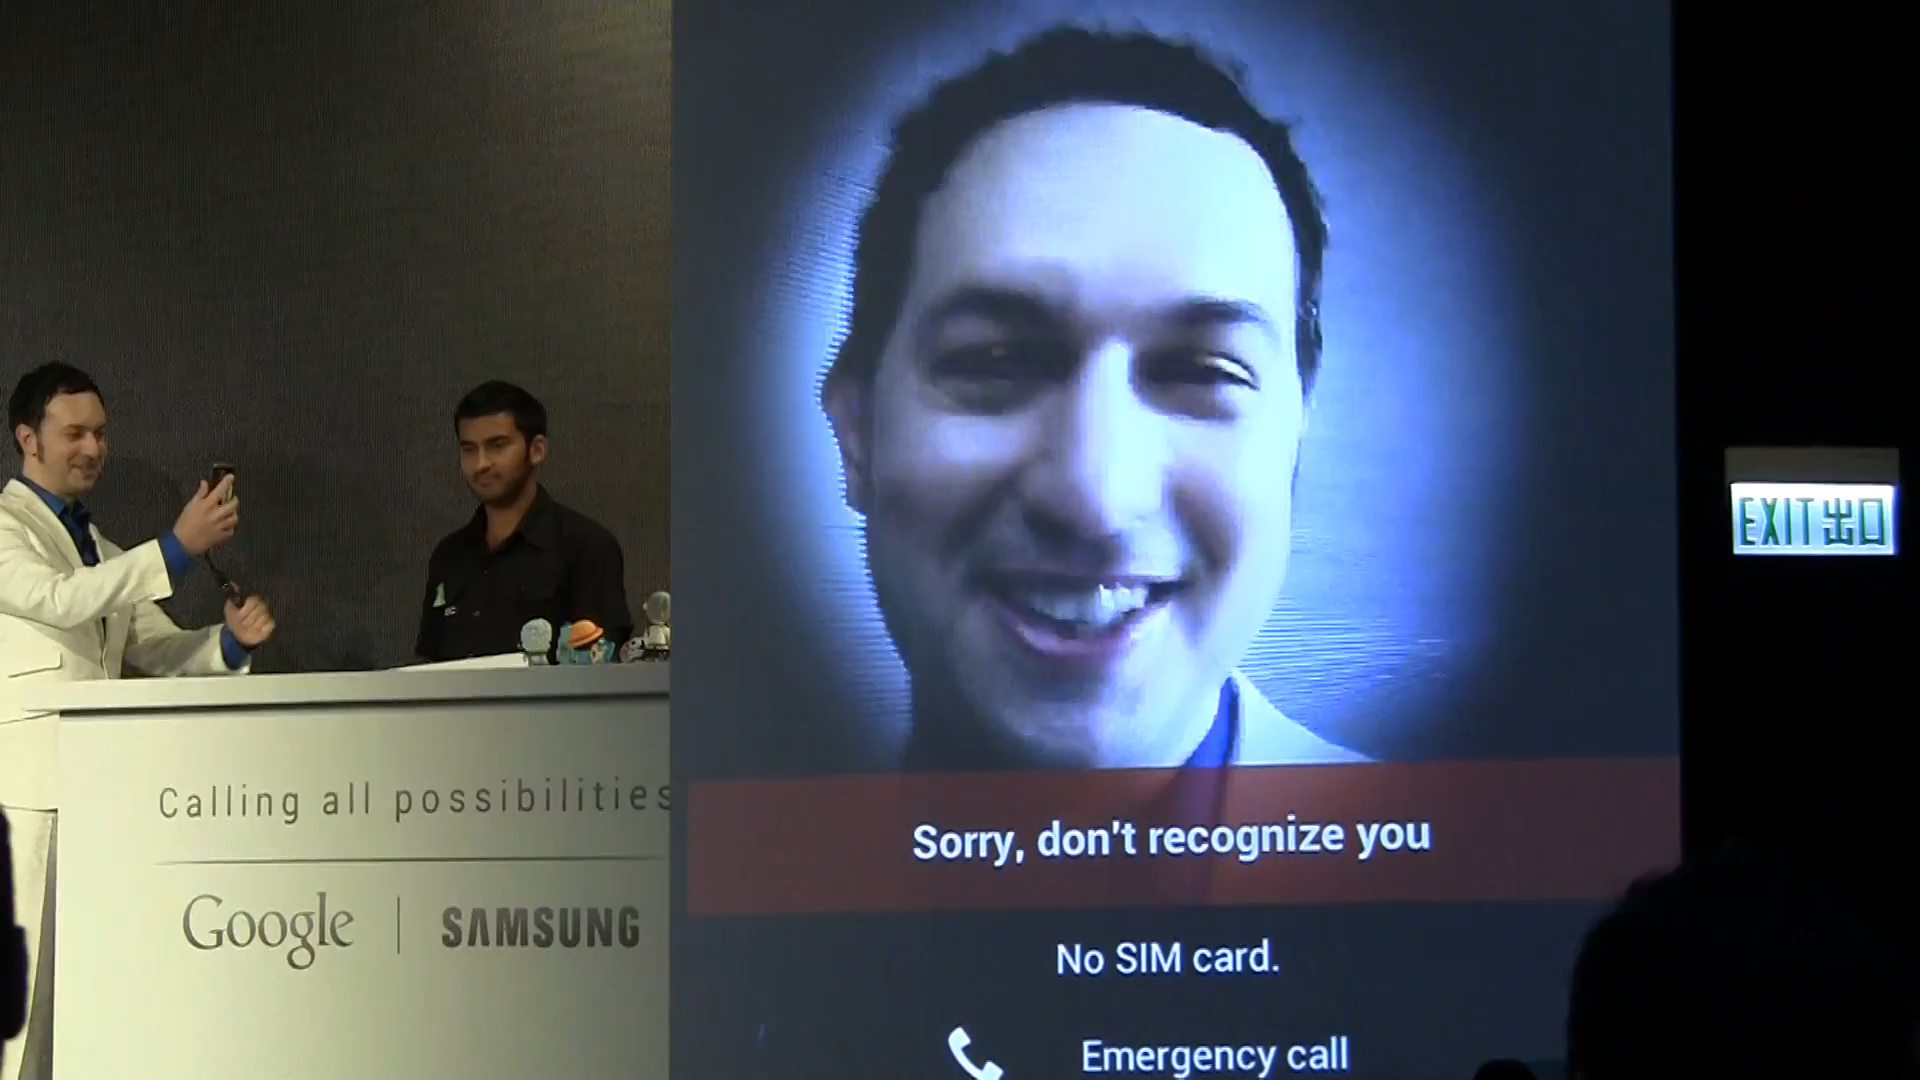 Calling all possibilities
Google | SAMSUNG
Sorry, don't recognize you
No SIM card.
Emergency call
EXIT 出口